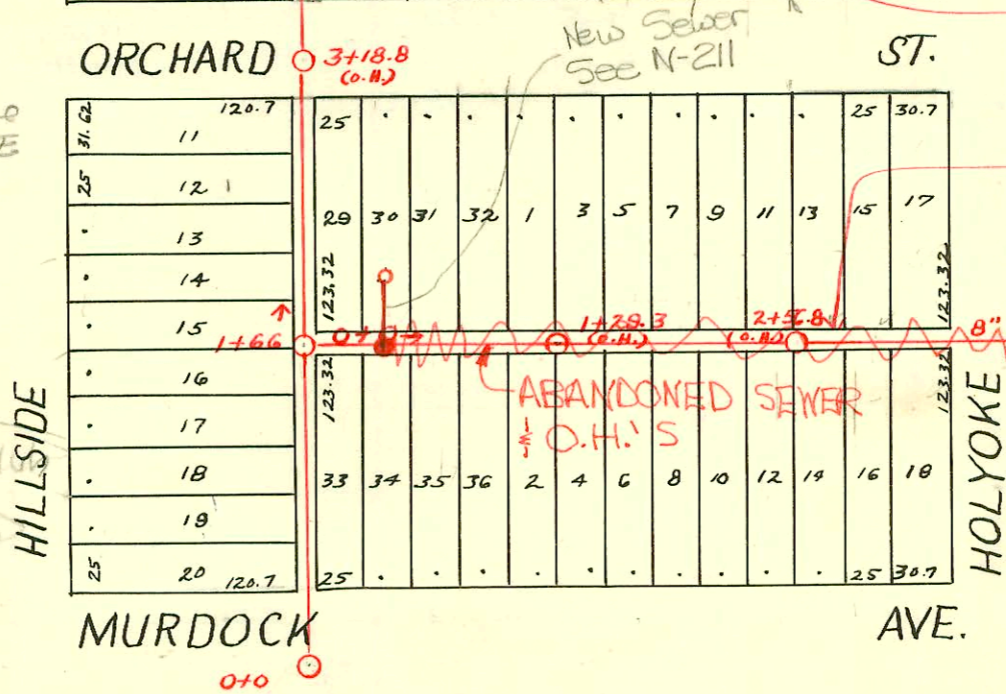 New Sewer
See N-211
ORCHARD ST.
3+18.8
(O.H.)
31.62 120.7
11
25 12
13
14
15
16
17
18
19
25 20 120.7
25 25 30.7
29 30 31 32 1 3 5 7 9 11 13 15 17
123.32 123.32
1+66
1+28.3
(O.H.)
2+56.8
(O.H.)
8"
ABANDONED SEWER
& O.H.'S
123.32 123.32
33 34 35 36 2 4 6 8 10 12 14 16 18
25 25 30.7
HILLSIDE
HOLYOKE
MURDOCK AVE.
0+0